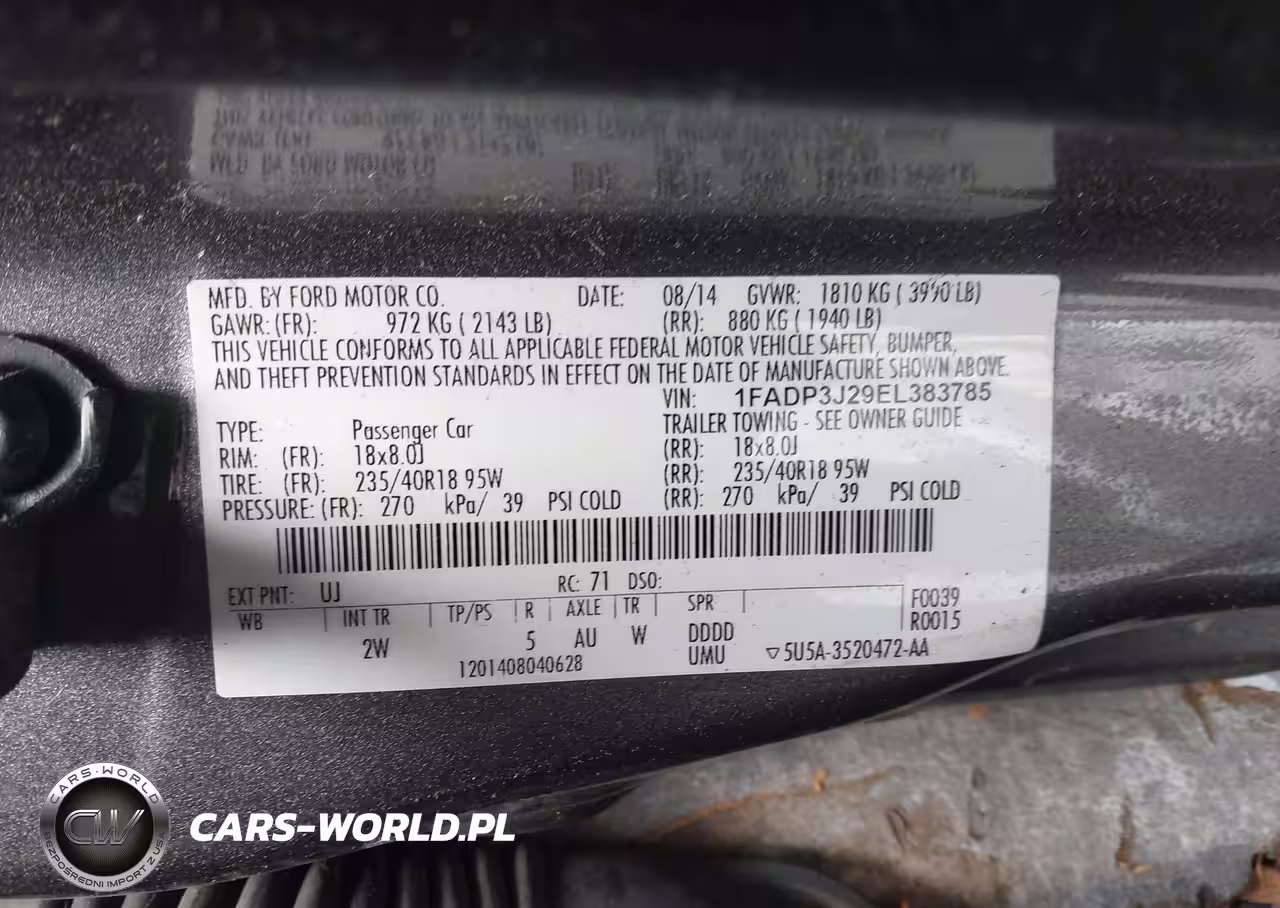 MFD. BY FORD MOTOR CO. DATE: 08/14 GVWR: 1810 KG ( 3990 LB)
GAWR: (FR): 972 KG ( 2143 LB) (RR): 880 KG ( 1940 LB)
THIS VEHICLE CONFORMS TO ALL APPLICABLE FEDERAL MOTOR VEHICLE SAFETY, BUMPER,
AND THEFT PREVENTION STANDARDS IN EFFECT ON THE DATE OF MANUFACTURE SHOWN ABOVE.
VIN: 1FADP3J29EL383785
TYPE: Passenger Car TRAILER TOWING - SEE OWNER GUIDE
RIM: (FR): 18x8.0J (RR): 18x8.0J
TIRE: (FR): 235/40R18 95W (RR): 235/40R18 95W
PRESSURE: (FR): 270 kPa/ 39 PSI COLD (RR): 270 kPa/ 39 PSI COLD
EXT PNT: UJ RC: 71 DSO:
WB INT TR TP/PS R AXLE TR SPR F0039
R0015
2W 5 AU W DDDD
1201408040628 UMU ▽5U5A-3520472-AA
CARS-WORLD
CW
BEZPOŚREDNI IMPORT Z USA
CARS-WORLD.PL